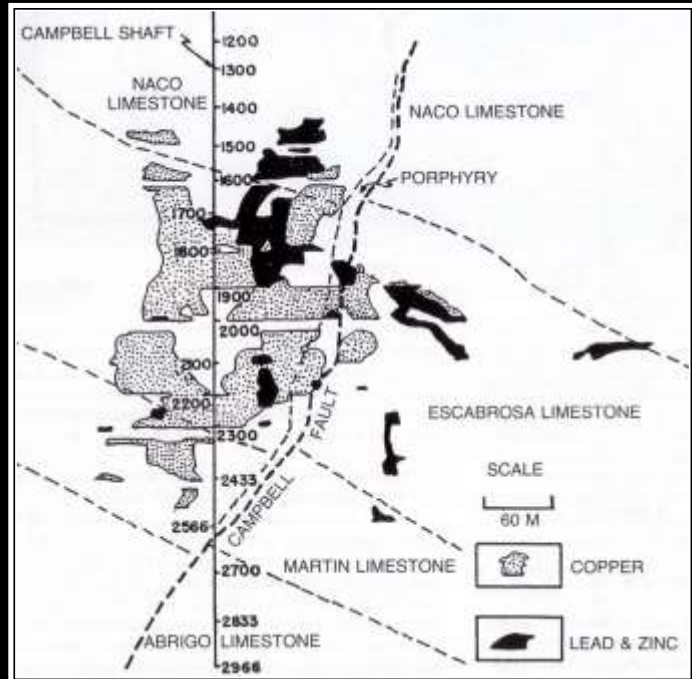 CAMPBELL SHAFT
1200
1300
NACO
LIMESTONE
1400
NACO LIMESTONE
1500
1600
PORPHYRY
1700
1800
1900
2000
2100
2200
ESCABROSA LIMESTONE
2300
FAULT
CAMPBELL
2433
SCALE
60 M
2566
MARTIN LIMESTONE
COPPER
2700
2833
ABRIGO LIMESTONE
LEAD & ZINC
2966